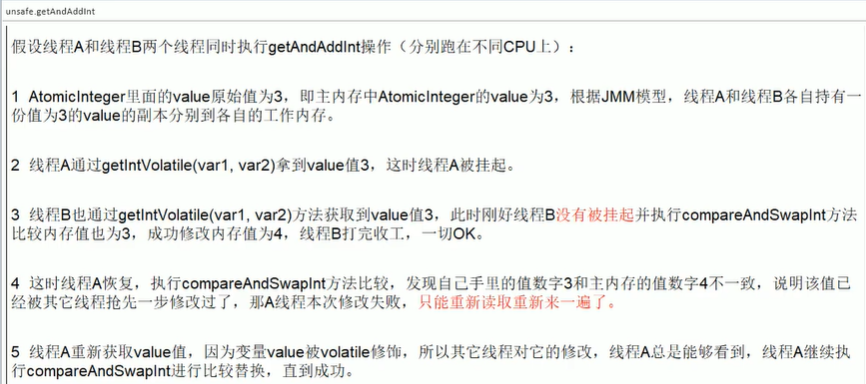 unsafe.getAndAddInt
假设线程A和线程B两个线程同时执行getAndAddInt操作（分别跑在不同CPU上）：
1 AtomicInteger里面的value原始值为3，即主内存中AtomicInteger的value为3，根据JMM模型，线程A和线程B各自持有一
份值为3的value的副本分别到各自的工作内存。
2 线程A通过getIntVolatile(var1, var2)拿到value值3，这时线程A被挂起。
3 线程B也通过getIntVolatile(var1, var2)方法获取到value值3，此时刚好线程B没有被挂起并执行compareAndSwapInt方法
比较内存值也为3，成功修改内存值为4，线程B打完收工，一切OK。
4 这时线程A恢复，执行compareAndSwapInt方法比较，发现自己手里的值数字3和主内存的值数字4不一致，说明该值已
经被其它线程抢先一步修改过了，那A线程本次修改失败，只能重新读取重新来一遍了。
5 线程A重新获取value值，因为变量value被volatile修饰，所以其它线程对它的修改，线程A总是能够看到，线程A继续执
行compareAndSwapInt进行比较替换，直到成功。